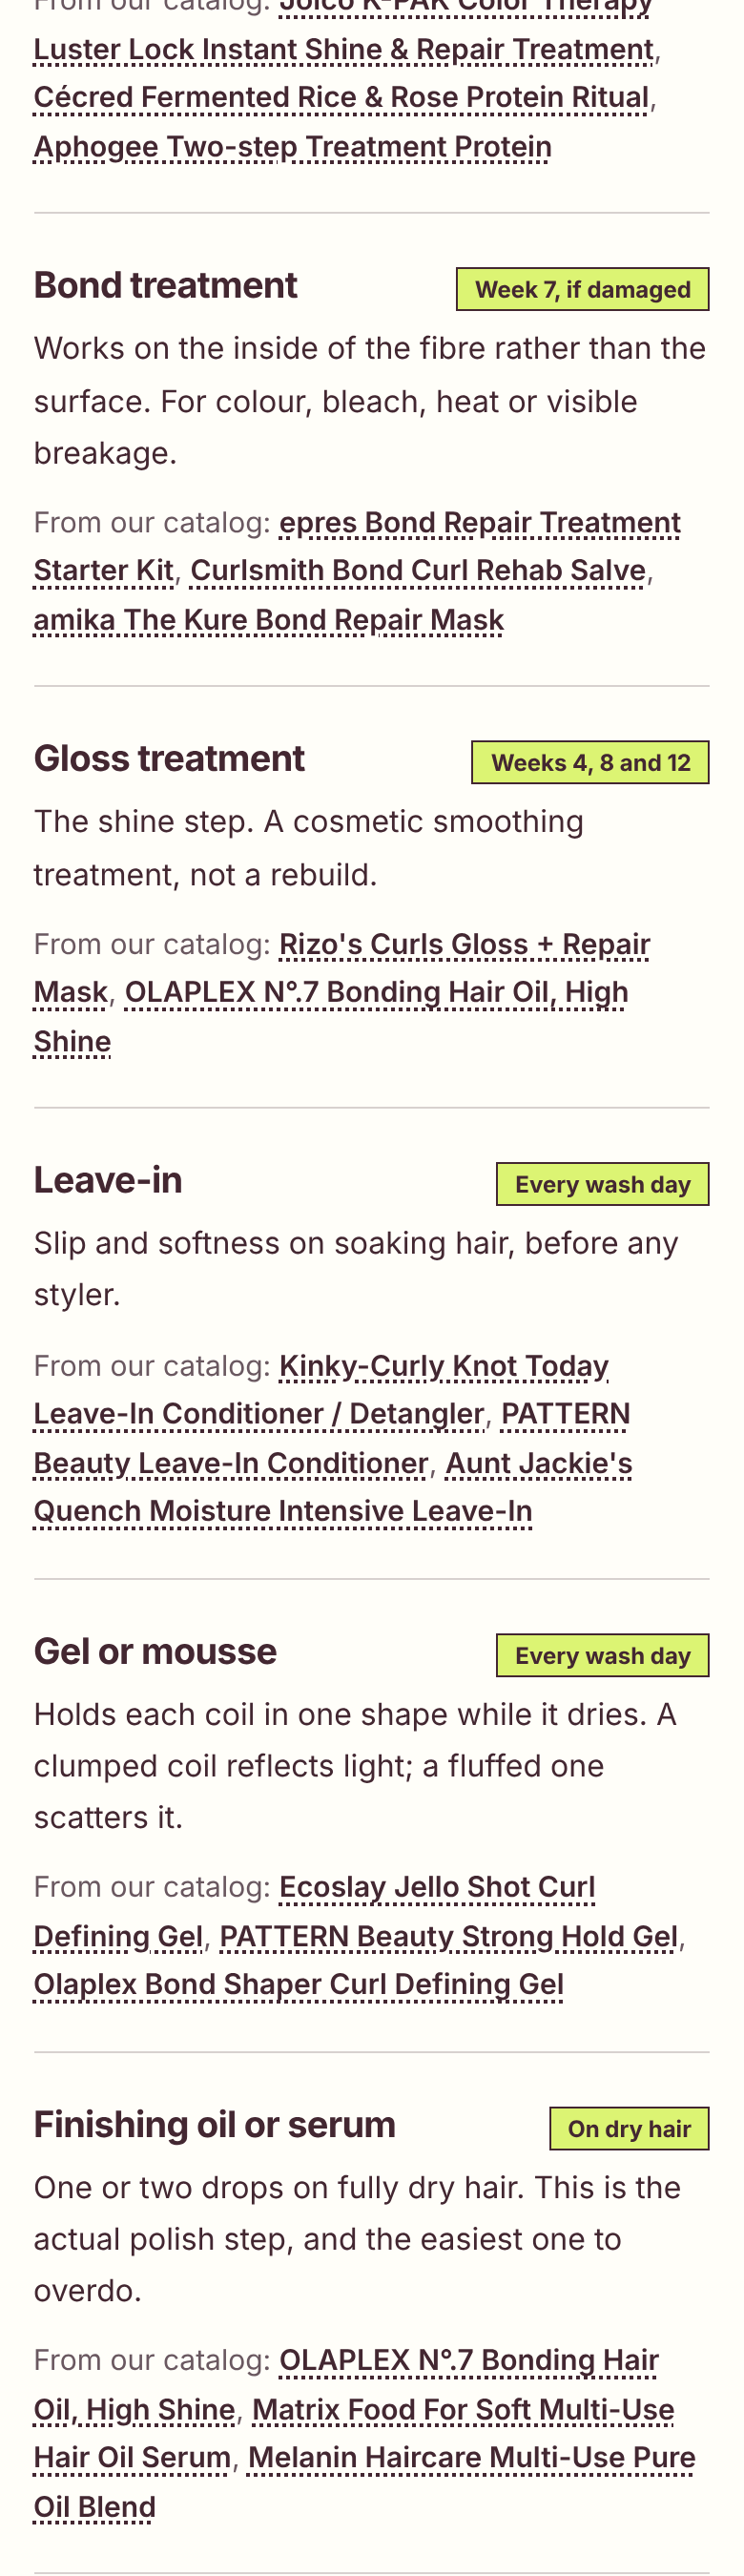 From our catalog: Joico K-PAK Color Therapy
Luster Lock Instant Shine & Repair Treatment,
Cécred Fermented Rice & Rose Protein Ritual,
Aphogee Two-step Treatment Protein
Bond treatment
Week 7, if damaged
Works on the inside of the fibre rather than the
surface. For colour, bleach, heat or visible
breakage.
From our catalog: epres Bond Repair Treatment
Starter Kit, Curlsmith Bond Curl Rehab Salve,
amika The Kure Bond Repair Mask
Gloss treatment
Weeks 4, 8 and 12
The shine step. A cosmetic smoothing
treatment, not a rebuild.
From our catalog: Rizo's Curls Gloss + Repair
Mask, OLAPLEX N°.7 Bonding Hair Oil, High
Shine
Leave-in
Every wash day
Slip and softness on soaking hair, before any
styler.
From our catalog: Kinky-Curly Knot Today
Leave-In Conditioner / Detangler, PATTERN
Beauty Leave-In Conditioner, Aunt Jackie's
Quench Moisture Intensive Leave-In
Gel or mousse
Every wash day
Holds each coil in one shape while it dries. A
clumped coil reflects light; a fluffed one
scatters it.
From our catalog: Ecoslay Jello Shot Curl
Defining Gel, PATTERN Beauty Strong Hold Gel,
Olaplex Bond Shaper Curl Defining Gel
Finishing oil or serum
On dry hair
One or two drops on fully dry hair. This is the
actual polish step, and the easiest one to
overdo.
From our catalog: OLAPLEX N°.7 Bonding Hair
Oil, High Shine, Matrix Food For Soft Multi-Use
Hair Oil Serum, Melanin Haircare Multi-Use Pure
Oil Blend